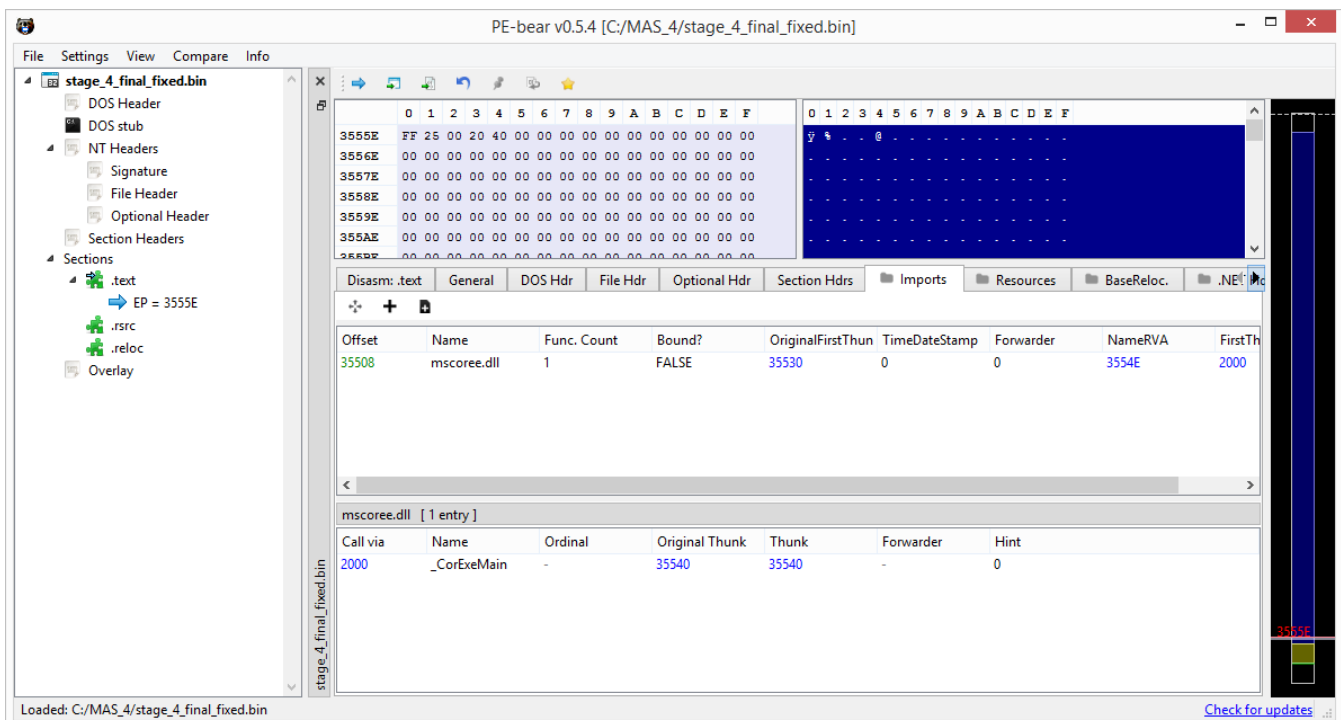 PE-bear v0.5.4 [C:/MAS_4/stage_4_final_fixed.bin]
File Settings View Compare Info
stage_4_final_fixed.bin
DOS Header
DOS stub
NT Headers
Signature
File Header
Optional Header
Section Headers
Sections
.text
EP = 3555E
.rsrc
.reloc
Overlay
stage_4_final_fixed.bin
0 1 2 3 4 5 6 7 8 9 A B C D E F
3555E FF 25 00 20 40 00 00 00 00 00 00 00 00 00 00 00
3556E 00 00 00 00 00 00 00 00 00 00 00 00 00 00 00 00
3557E 00 00 00 00 00 00 00 00 00 00 00 00 00 00 00 00
3558E 00 00 00 00 00 00 00 00 00 00 00 00 00 00 00 00
3559E 00 00 00 00 00 00 00 00 00 00 00 00 00 00 00 00
355AE 00 00 00 00 00 00 00 00 00 00 00 00 00 00 00 00
0 1 2 3 4 5 6 7 8 9 A B C D E F
ÿ % . . @ . . . . . . . . . . .
. . . . . . . . . . . . . . . .
. . . . . . . . . . . . . . . .
. . . . . . . . . . . . . . . .
. . . . . . . . . . . . . . . .
. . . . . . . . . . . . . . . .
Disasm: .text General DOS Hdr File Hdr Optional Hdr Section Hdrs Imports Resources BaseReloc. .NET
Offset Name Func. Count Bound? OriginalFirstThun TimeDateStamp Forwarder NameRVA FirstTh
35508 mscoree.dll 1 FALSE 35530 0 0 3554E 2000
mscoree.dll [ 1 entry ]
Call via Name Ordinal Original Thunk Thunk Forwarder Hint
2000 _CorExeMain - 35540 35540 - 0
3555E
Loaded: C:/MAS_4/stage_4_final_fixed.bin
Check for updates